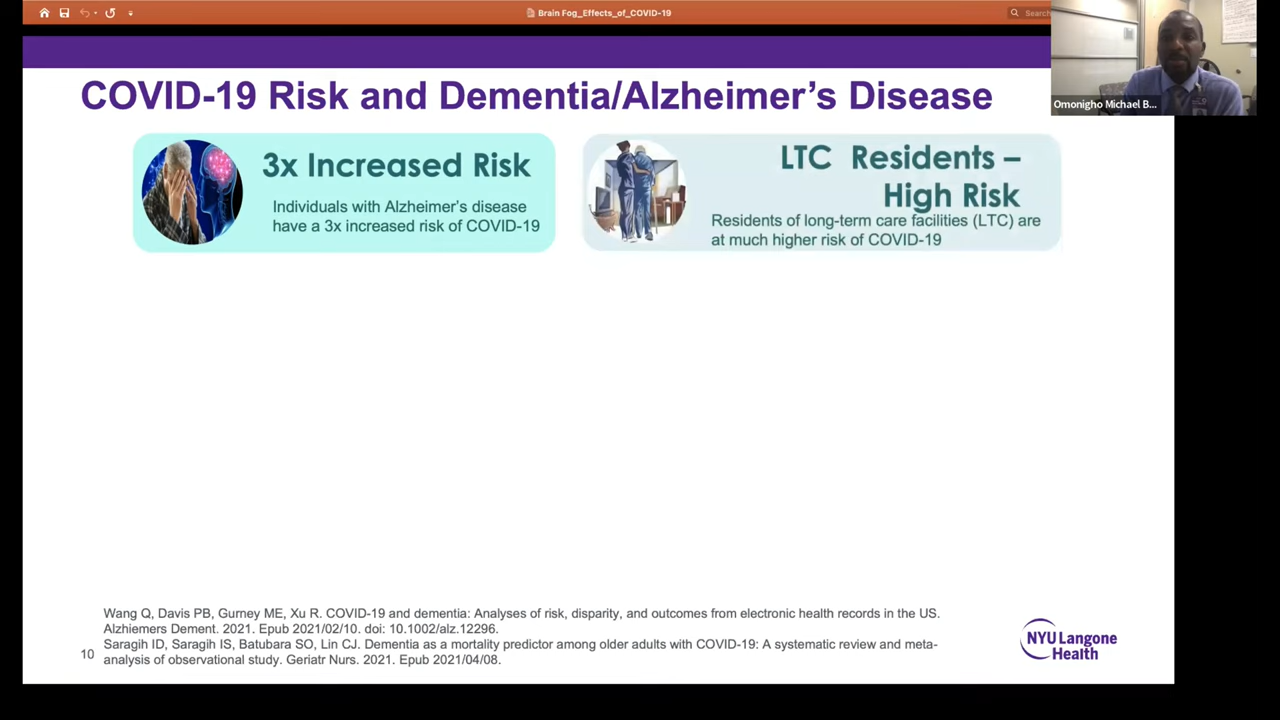 Brain Fog_Effects_of_COVID-19
Search
Omonigho Michael B...
COVID-19 Risk and Dementia/Alzheimer's Disease
3x Increased Risk
Individuals with Alzheimer's disease
have a 3x increased risk of COVID-19
LTC Residents –
High Risk
Residents of long-term care facilities (LTC) are
at much higher risk of COVID-19
Wang Q, Davis PB, Gurney ME, Xu R. COVID-19 and dementia: Analyses of risk, disparity, and outcomes from electronic health records in the US.
Alzhiemers Dement. 2021. Epub 2021/02/10. doi: 10.1002/alz.12296.
Saragih ID, Saragih IS, Batubara SO, Lin CJ. Dementia as a mortality predictor among older adults with COVID-19: A systematic review and meta-
analysis of observational study. Geriatr Nurs. 2021. Epub 2021/04/08.
10
NYU Langone
Health